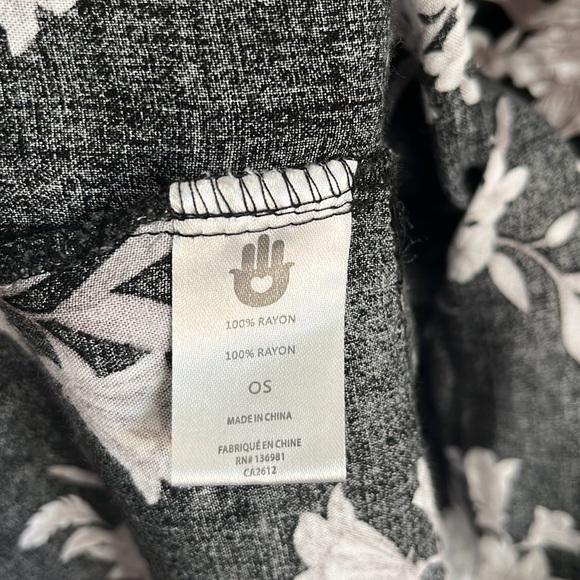 100% RAYON
100% RAYON
OS
MADE IN CHINA
FABRIQUÉ EN CHINE
RN# 136981
CA2612